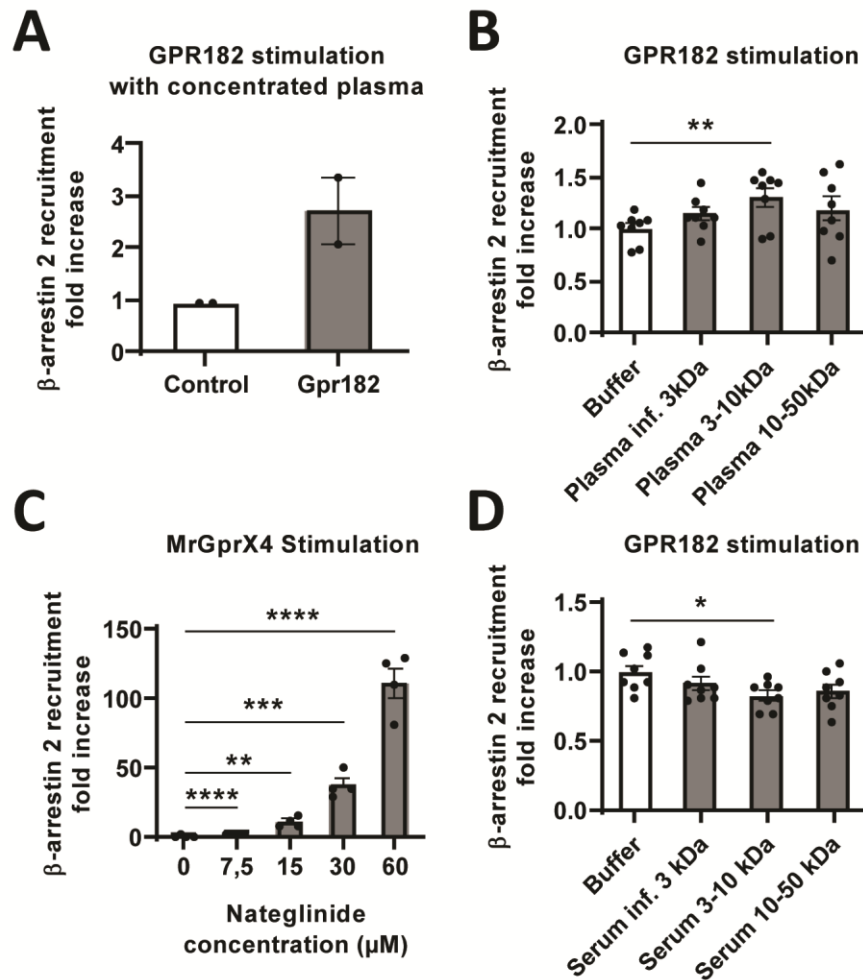 A
GPR182 stimulation
with concentrated plasma
β-arrestin 2 recruitment
fold increase
4
3
2
1
0
Control
Gpr182
B
GPR182 stimulation
β-arrestin 2 recruitment
fold increase
2.0
1.5
1.0
0.5
0.0
**
Buffer
Plasma inf. 3kDa
Plasma 3-10kDa
Plasma 10-50kDa
C
MrGprX4 Stimulation
β-arrestin 2 recruitment
fold increase
150
100
50
0
****
***
**
****
0
7,5
15
30
60
Nateglinide
concentration (µM)
D
GPR182 stimulation
β-arrestin 2 recruitment
fold increase
1.5
1.0
0.5
0.0
*
Buffer
Serum inf. 3 kDa
Serum 3-10 kDa
Serum 10-50 kDa